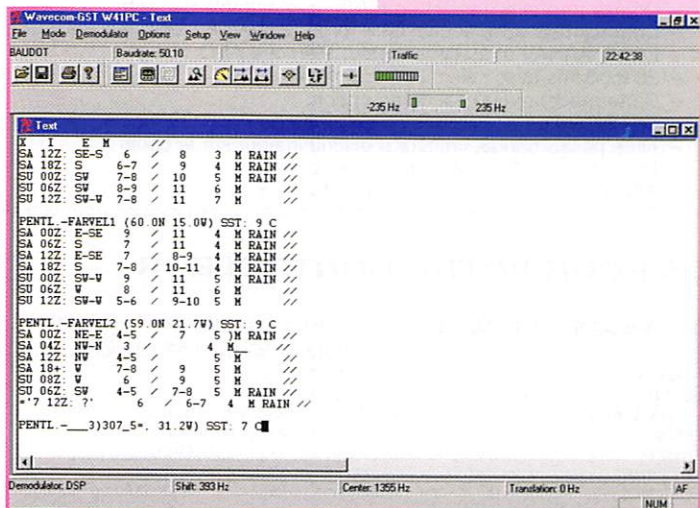 Wavecom-GST W41PC - Text
File Mode Demodulator Options Setup View Window Help
BAUDOT Baudrate: 50.10 Traffic 22:42:38
-235 Hz 235 Hz
Text
X I E M //
SA 12Z: SE-S 6 / 8 3 M RAIN //
SA 18Z: S 6-7 / 9 4 M RAIN //
SU 00Z: SW 7-8 / 10 5 M RAIN //
SU 06Z: SW 8-9 / 11 6 M //
SU 12Z: SW-W 7-8 / 11 7 M //
PENTL.-FARVEL1 (60.0N 15.0W) SST: 9 C
SA 00Z: E-SE 9 / 11 4 M RAIN //
SA 06Z: S 7 / 11 4 M RAIN //
SA 12Z: E-SE 7 / 8-9 4 M RAIN //
SA 18Z: S 7-8 / 10-11 4 M RAIN //
SU 00Z: SW-W 9 / 11 5 M RAIN //
SU 06Z: W 8 / 11 6 M //
SU 12Z: SW-W 5-6 / 9-10 5 M //
PENTL.-FARVEL2 (59.0N 21.7W) SST: 9 C
SA 00Z: NE-E 4-5 / 7 5 )M RAIN //
SA 04Z: NW-N 3 / 4 M__ //
SA 12Z: NW 4-5 / 5 M //
SA 18+: W 7-8 / 9 5 M //
SU 08Z: W 6 / 9 5 M //
SU 06Z: SW 4-5 / 7-8 5 M RAIN //
='7 12Z: ?' 6 / 6-7 4 M RAIN //
PENTL.-___3)307_5=, 31.2W) SST: 7 C
Demodulator: DSP Shift: 393 Hz Center: 1355 Hz Translation: 0 Hz AF
NUM